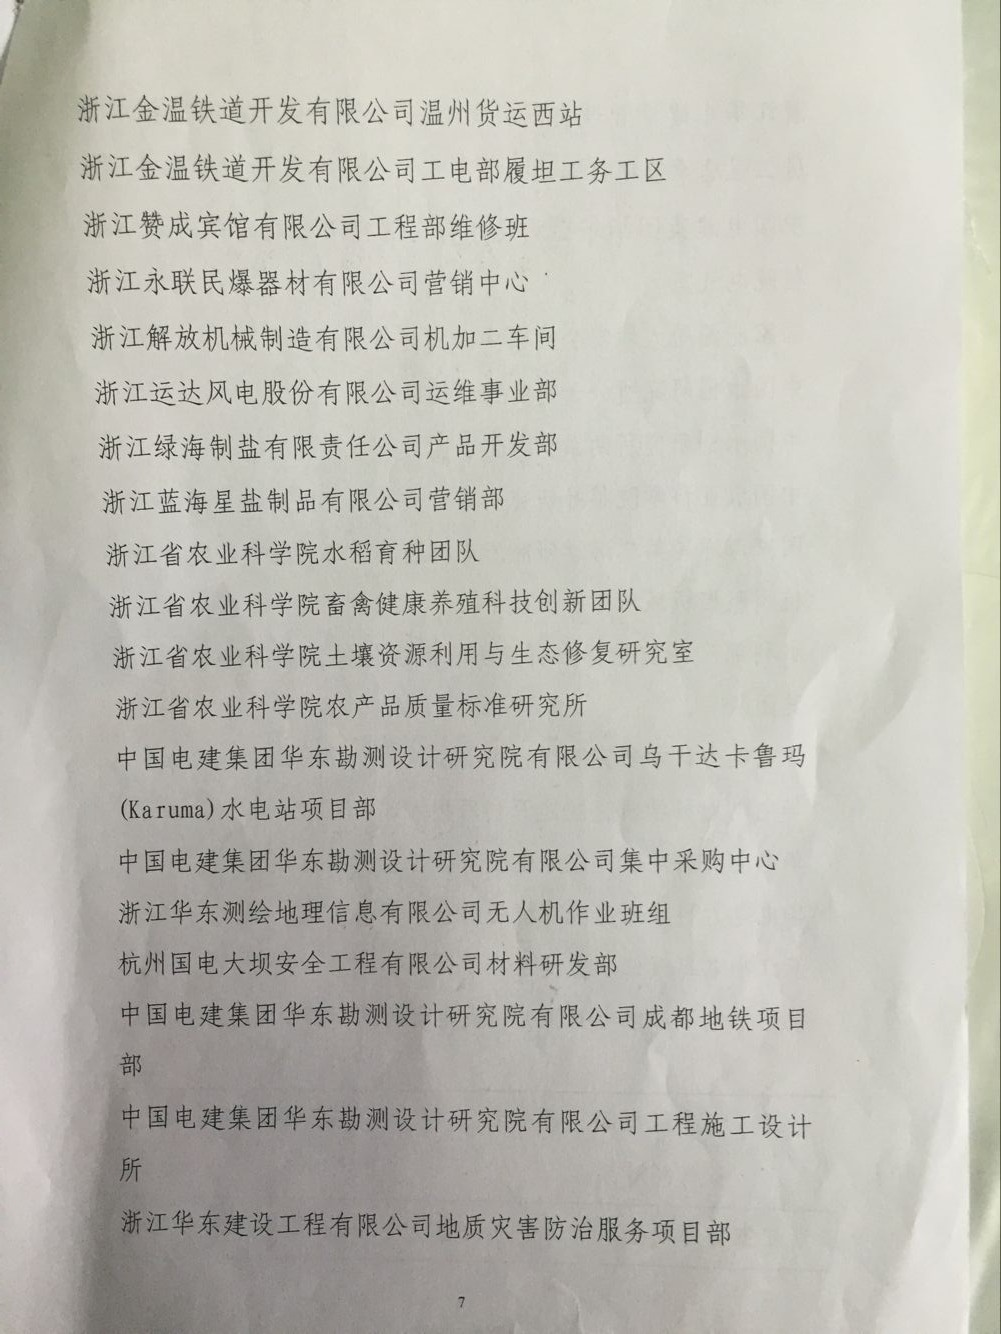 浙江金温铁道开发有限公司温州货运西站
浙江金温铁道开发有限公司工电部履坦工务工区
浙江赞成宾馆有限公司工程部维修班
浙江永联民爆器材有限公司营销中心
浙江解放机械制造有限公司机加二车间
浙江运达风电股份有限公司运维事业部
浙江绿海制盐有限责任公司产品开发部
浙江蓝海星盐制品有限公司营销部
浙江省农业科学院水稻育种团队
浙江省农业科学院畜禽健康养殖科技创新团队
浙江省农业科学院土壤资源利用与生态修复研究室
浙江省农业科学院农产品质量标准研究所
中国电建集团华东勘测设计研究院有限公司乌干达卡鲁玛
(Karuma)水电站项目部
中国电建集团华东勘测设计研究院有限公司集中采购中心
浙江华东测绘地理信息有限公司无人机作业班组
杭州国电大坝安全工程有限公司材料研发部
中国电建集团华东勘测设计研究院有限公司成都地铁项目
部
中国电建集团华东勘测设计研究院有限公司工程施工设计
所
浙江华东建设工程有限公司地质灾害防治服务项目部
7